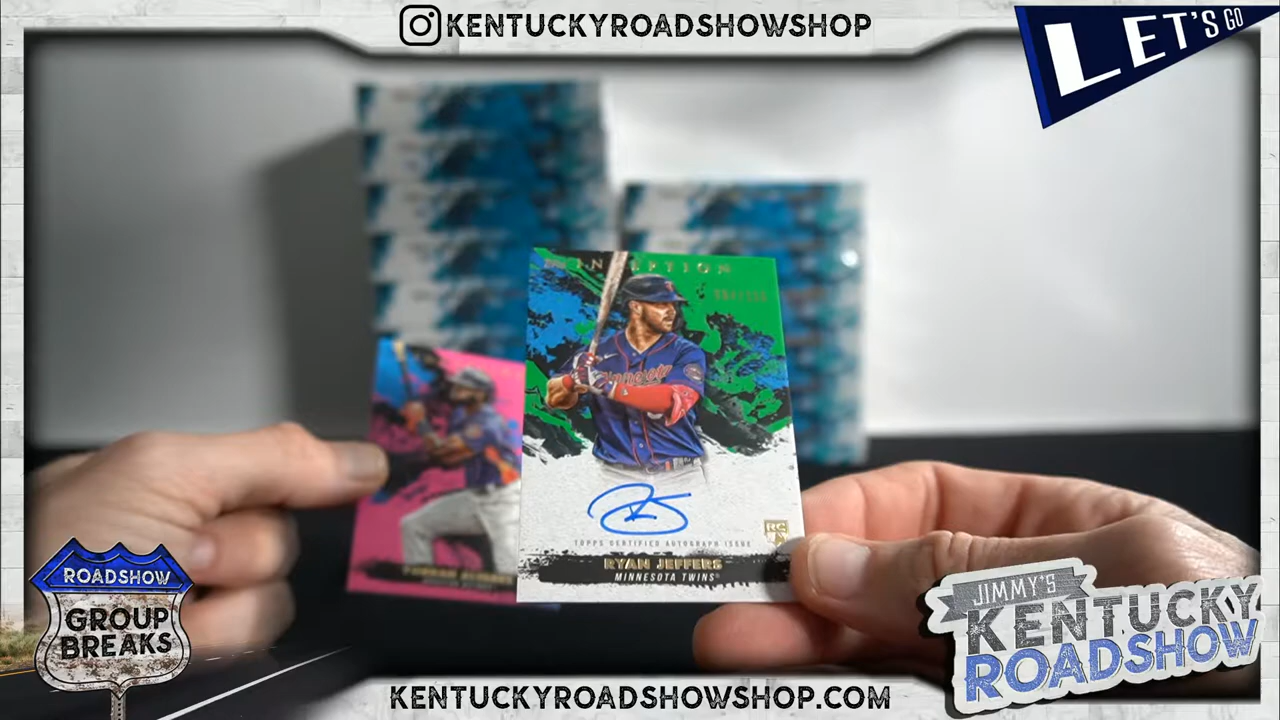 KENTUCKYROADSHOWSHOP
LET'S GO
INCEPTION
TOPPS CERTIFIED AUTOGRAPH ISSUE
RC
RYAN JEFFERS
MINNESOTA TWINS
ROADSHOW
GROUP
BREAKS
JIMMY'S
KENTUCKY
ROADSHOW
KENTUCKYROADSHOWSHOP.COM